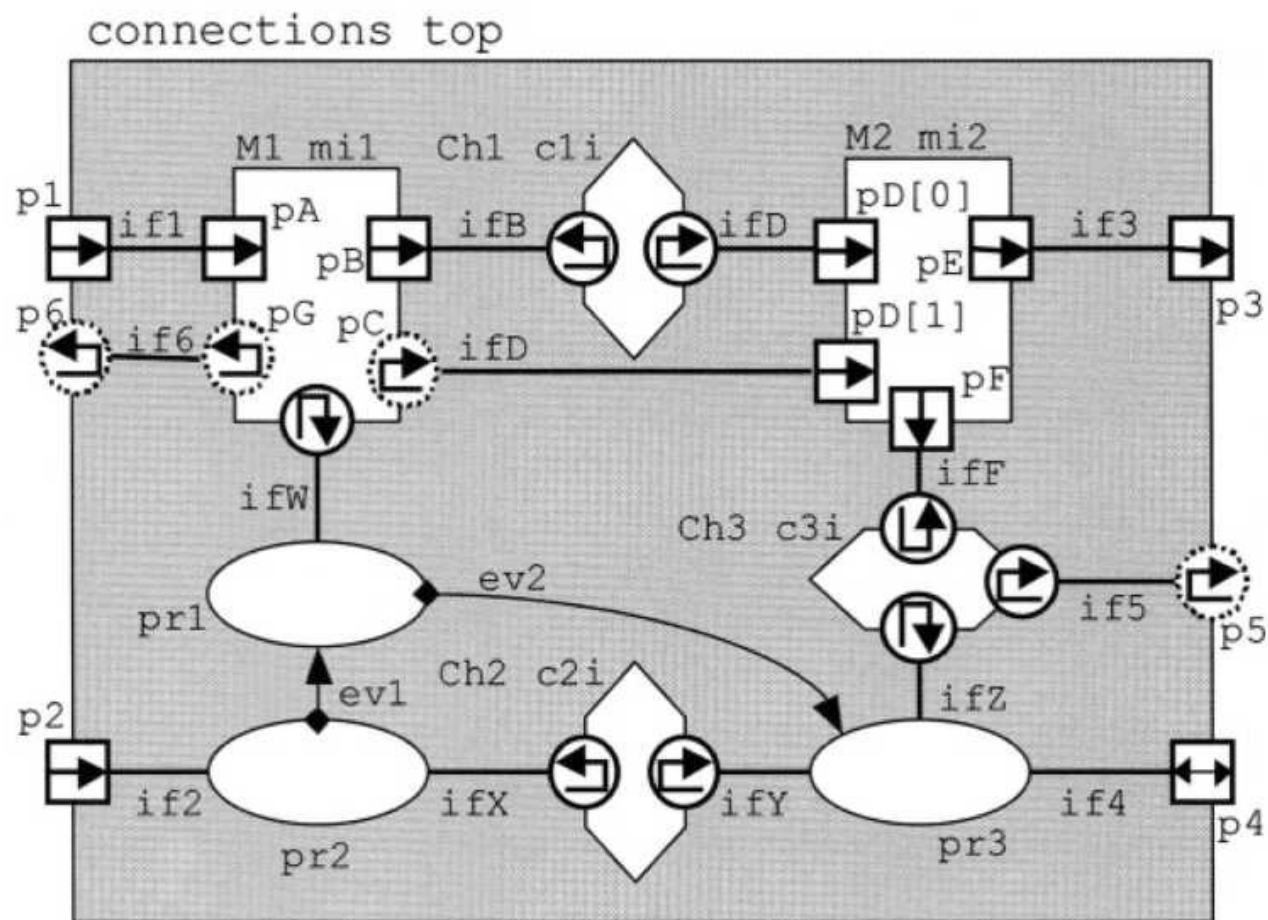 connections top
M1 mi1
Ch1 c1i
M2 mi2
p1
if1
pA
ifB
ifD
pD[0]
if3
pB
pE
p3
p6
if6
pG
pC
ifD
pD[1]
pF
ifW
ifF
Ch3 c3i
ev2
pr1
if5
p5
Ch2 c2i
ev1
ifZ
p2
if2
ifX
ifY
if4
p4
pr2
pr3